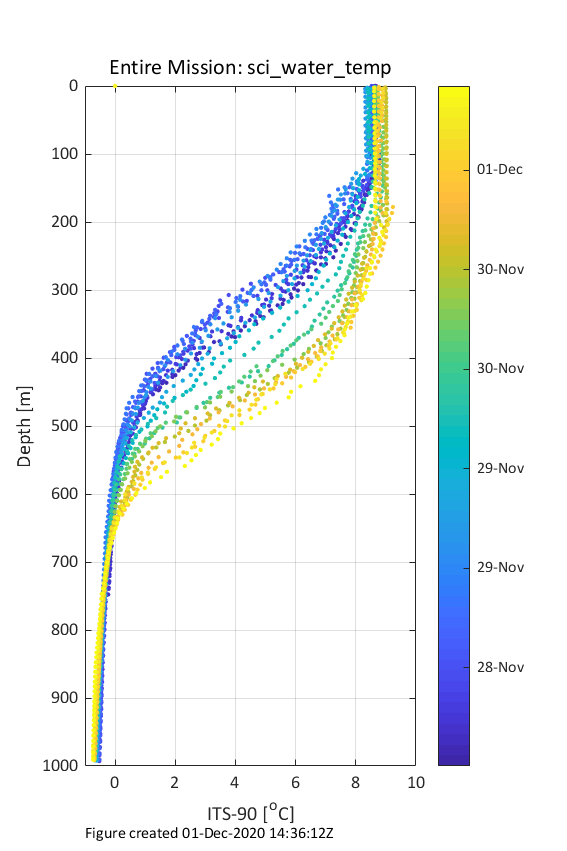 Entire Mission: sci_water_temp
0
100
200
300
400
500
600
700
800
900
1000
Depth [m]
0 2 4 6 8 10
ITS-90 [°C]
01-Dec
30-Nov
30-Nov
29-Nov
29-Nov
28-Nov
Figure created 01-Dec-2020 14:36:12Z